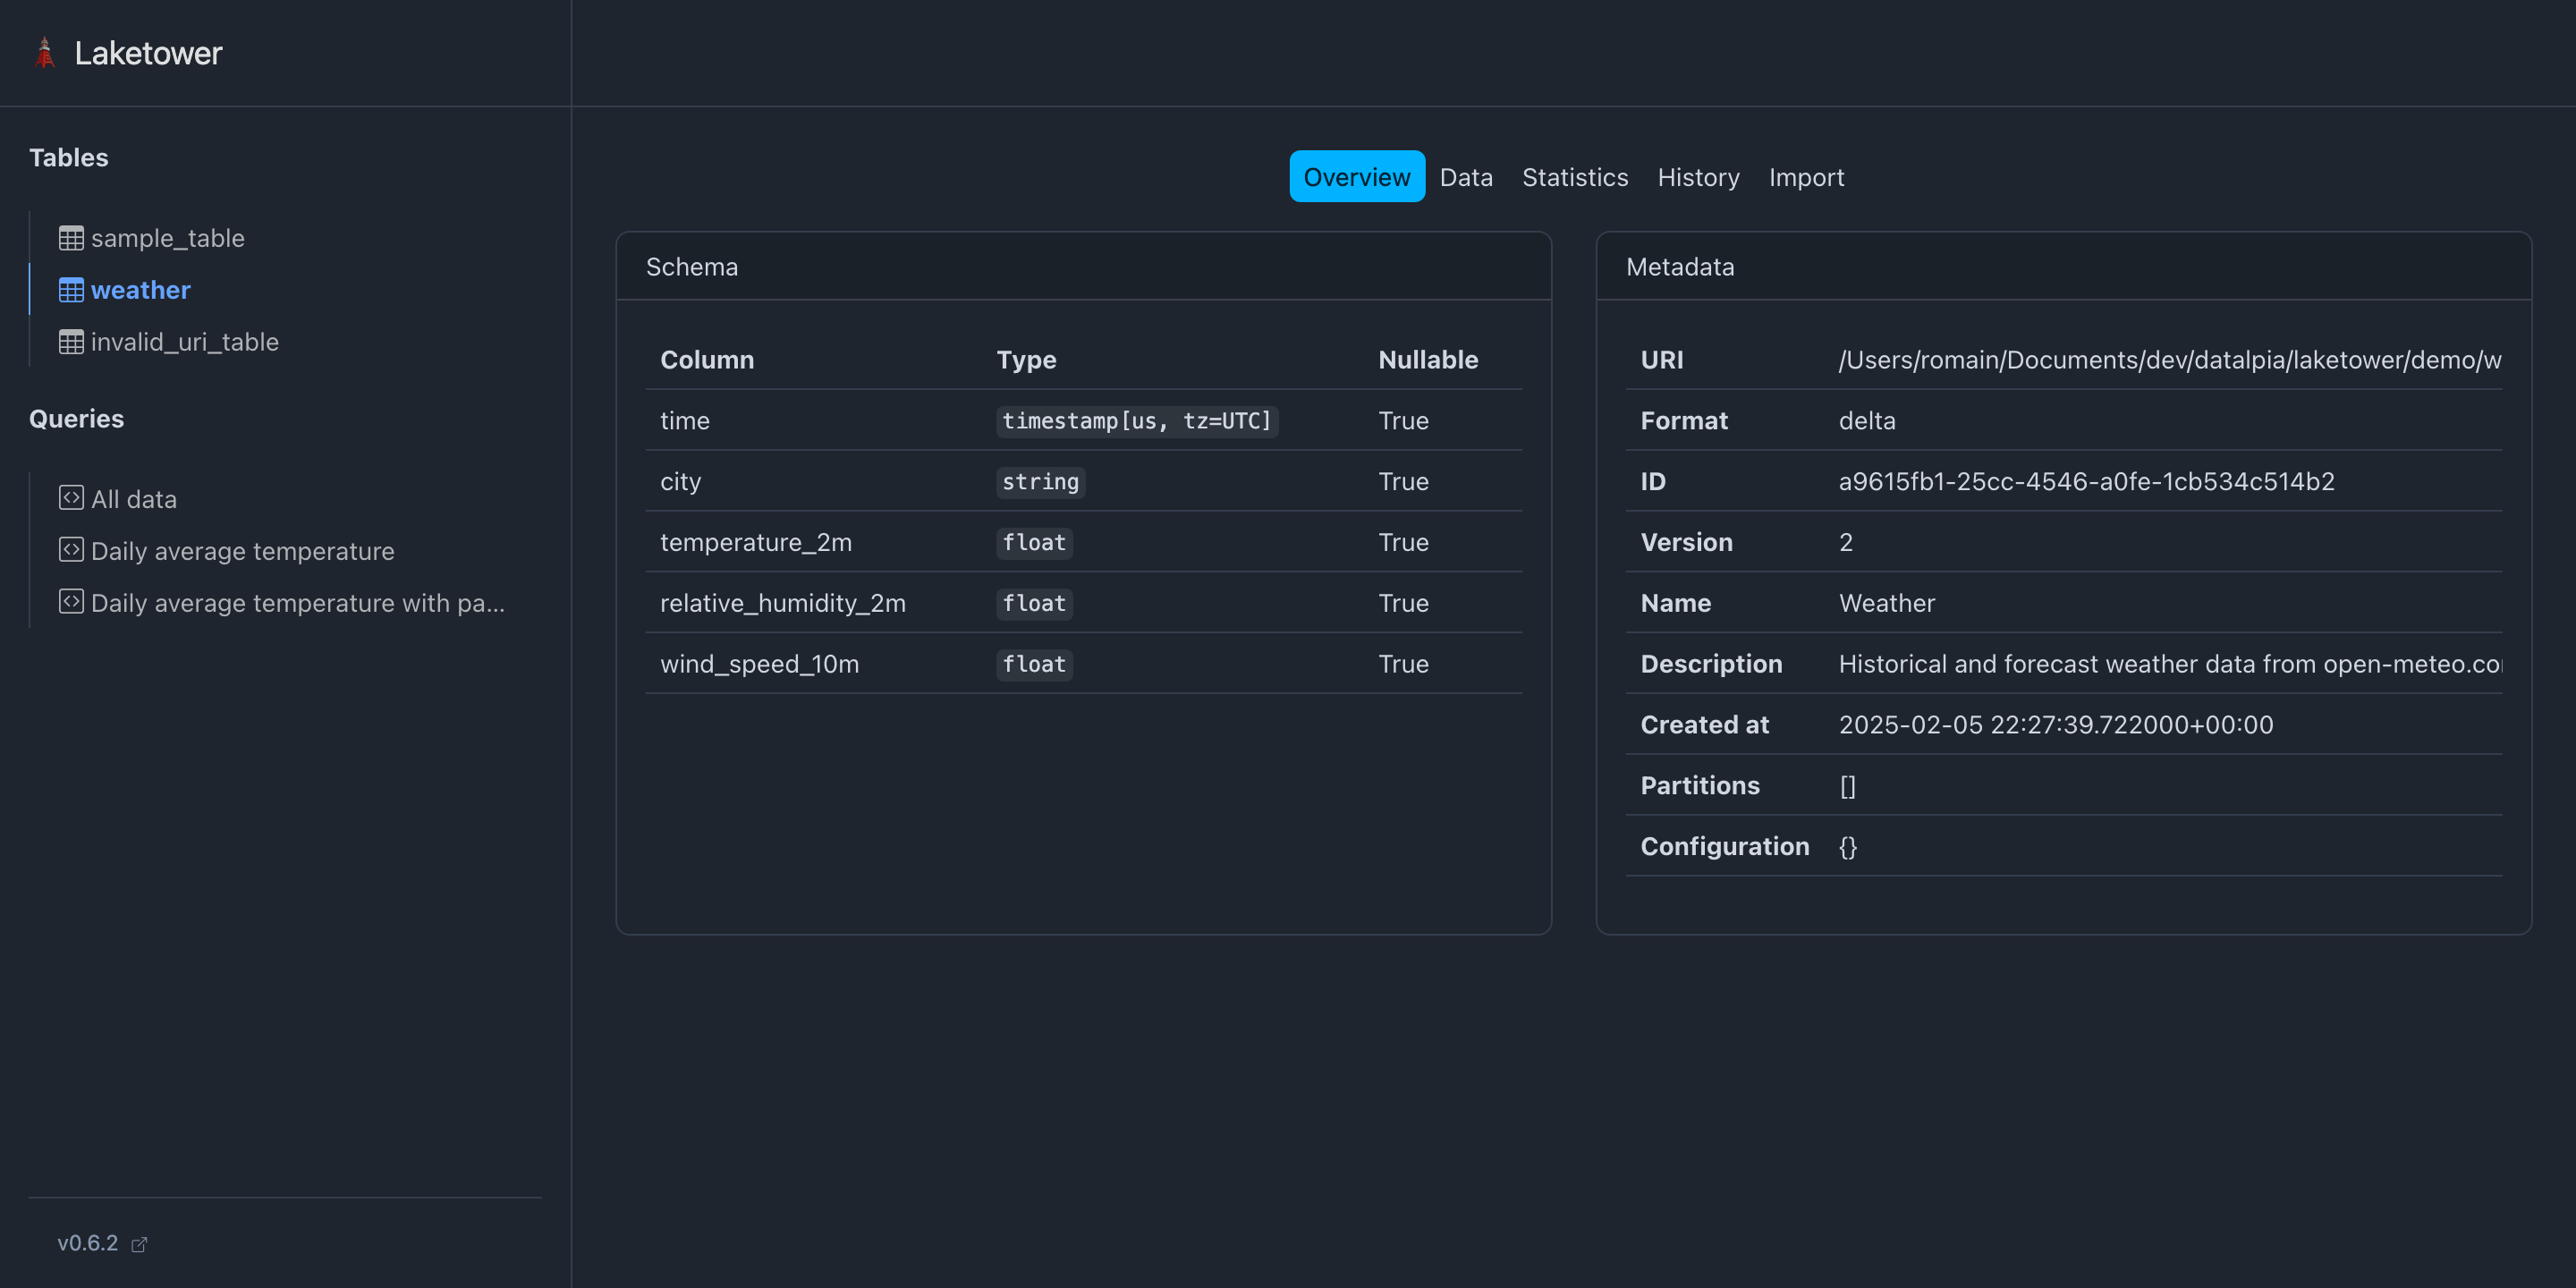 Laketower
Tables
sample_table
weather
invalid_uri_table
Queries
All data
Daily average temperature
Daily average temperature with pa...
v0.6.2
Overview Data Statistics History Import
Schema
Column Type Nullable
time timestamp[us, tz=UTC] True
city string True
temperature_2m float True
relative_humidity_2m float True
wind_speed_10m float True
Metadata
URI /Users/romain/Documents/dev/datalpia/laketower/demo/w
Format delta
ID a9615fb1-25cc-4546-a0fe-1cb534c514b2
Version 2
Name Weather
Description Historical and forecast weather data from open-meteo.co
Created at 2025-02-05 22:27:39.722000+00:00
Partitions []
Configuration {}